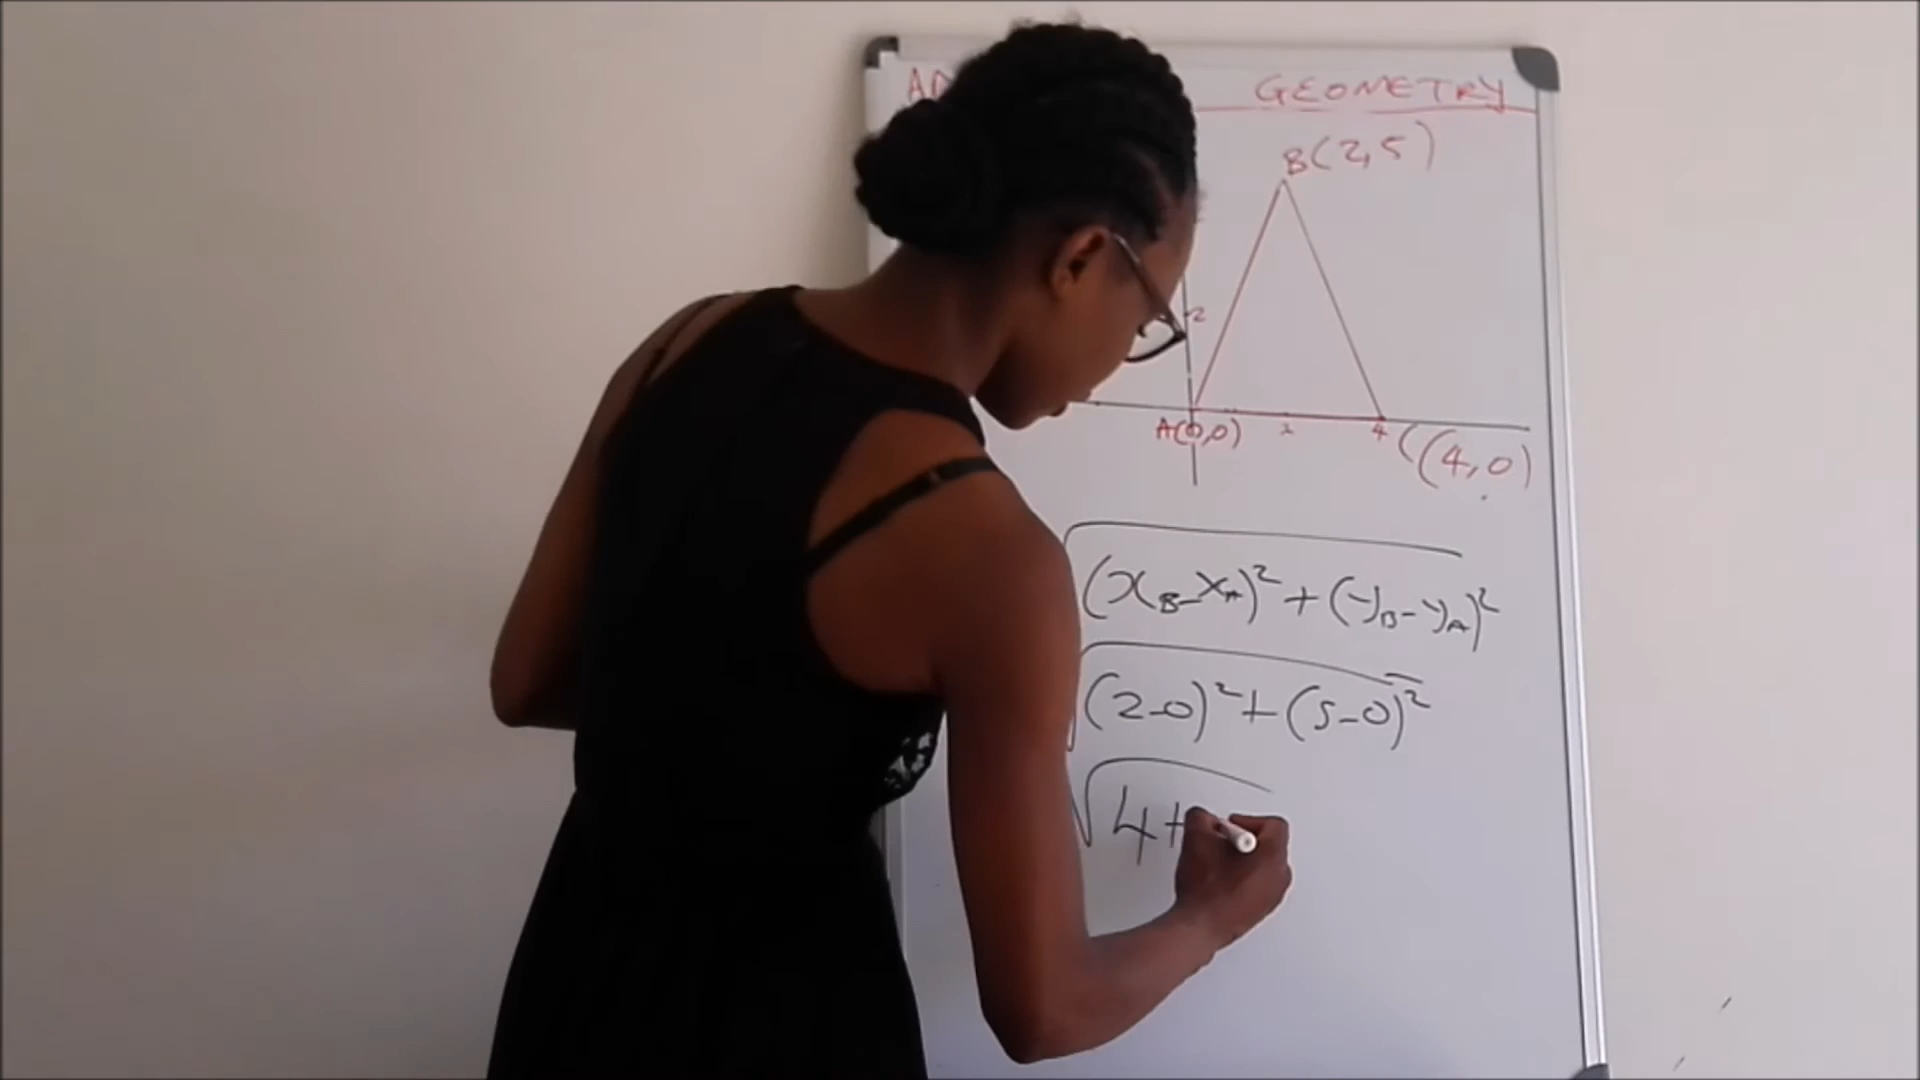 GEOMETRY
B(2,5)
2
A(0,0) 2 4 C(4,0)
√(x_B-x_A)²+(y_B-y_A)²
√(2-0)²+(5-0)²
√4+